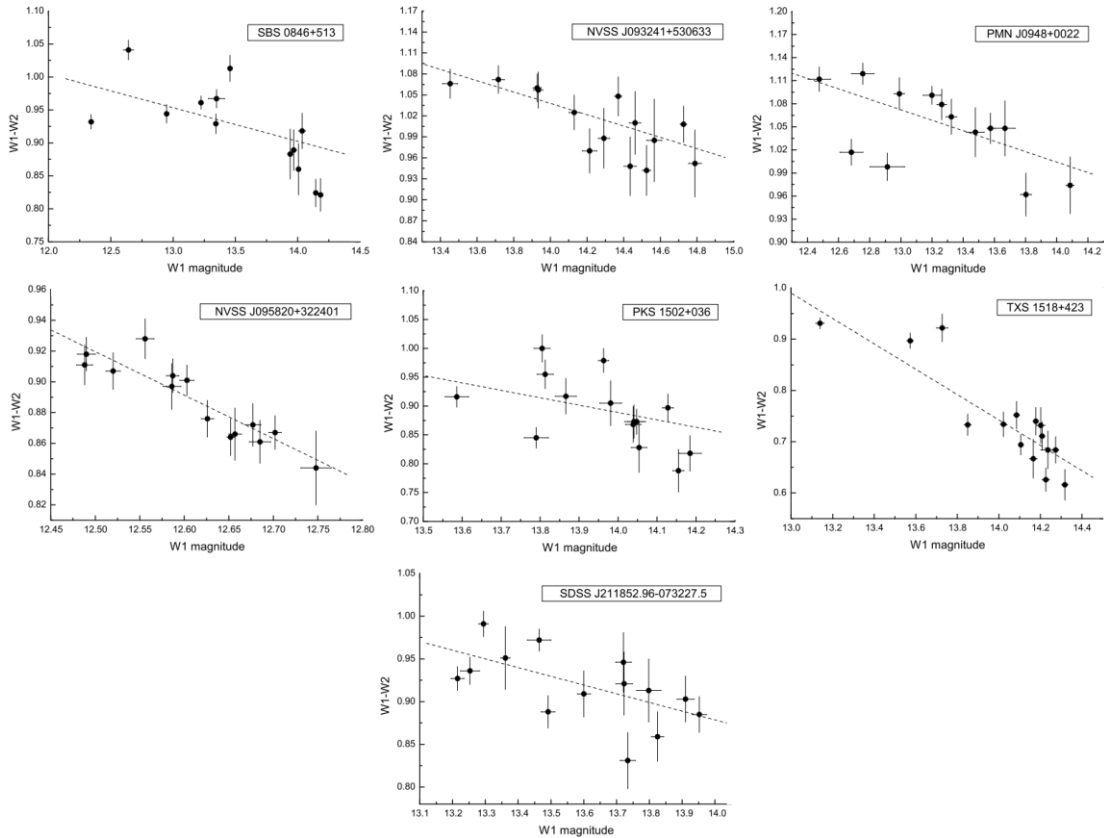 SBS 0846+513
1.10
1.05
1.00
0.95
0.90
0.85
0.80
0.75
W1-W2
12.0 12.5 13.0 13.5 14.0 14.5
W1 magnitude
NVSS J093241+530633
1.17
1.14
1.11
1.08
1.05
1.02
0.99
0.96
0.93
0.90
0.87
0.84
W1-W2
13.4 13.6 13.8 14.0 14.2 14.4 14.6 14.8 15.0
W1 magnitude
PMN J0948+0022
1.20
1.17
1.14
1.11
1.08
1.05
1.02
0.99
0.96
0.93
0.90
W1-W2
12.4 12.6 12.8 13.0 13.2 13.4 13.6 13.8 14.0 14.2
W1 magnitude
NVSS J095820+322401
0.96
0.94
0.92
0.90
0.88
0.86
0.84
0.82
W1-W2
12.45 12.50 12.55 12.60 12.65 12.70 12.75 12.80
W1 magnitude
PKS 1502+036
1.10
1.05
1.00
0.95
0.90
0.85
0.80
0.75
0.70
W1-W2
13.5 13.6 13.7 13.8 13.9 14.0 14.1 14.2 14.3
W1 magnitude
TXS 1518+423
1.0
0.9
0.8
0.7
0.6
W1-W2
13.0 13.2 13.4 13.6 13.8 14.0 14.2 14.4
W1 magnitude
SDSS J211852.96-073227.5
1.05
1.00
0.95
0.90
0.85
0.80
W1-W2
13.1 13.2 13.3 13.4 13.5 13.6 13.7 13.8 13.9 14.0
W1 magnitude